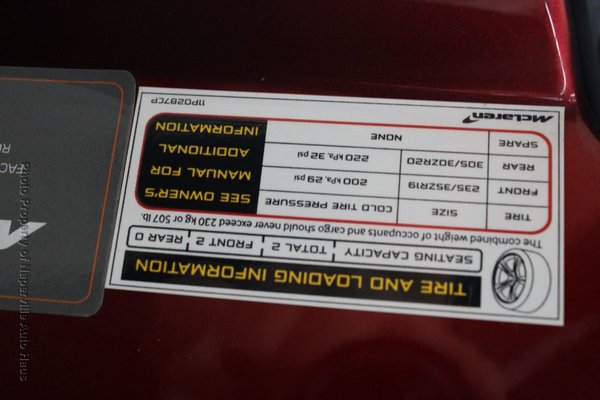 TIRE AND LOADING INFORMATION
SEATING CAPACITY TOTAL 2 FRONT 2 REAR 0
The combined weight of occupants and cargo should never exceed 230 kg or 507 lb.
TIRE SIZE COLD TIRE PRESSURE
FRONT 235/35ZR19 200 kPa, 29 psi
REAR 305/30ZR20 220 kPa, 32 psi
SPARE NONE
SEE OWNER'S
MANUAL FOR
ADDITIONAL
INFORMATION
McLaren 11P0287CP
FAC
Photo Property of Naperville Auto Haus